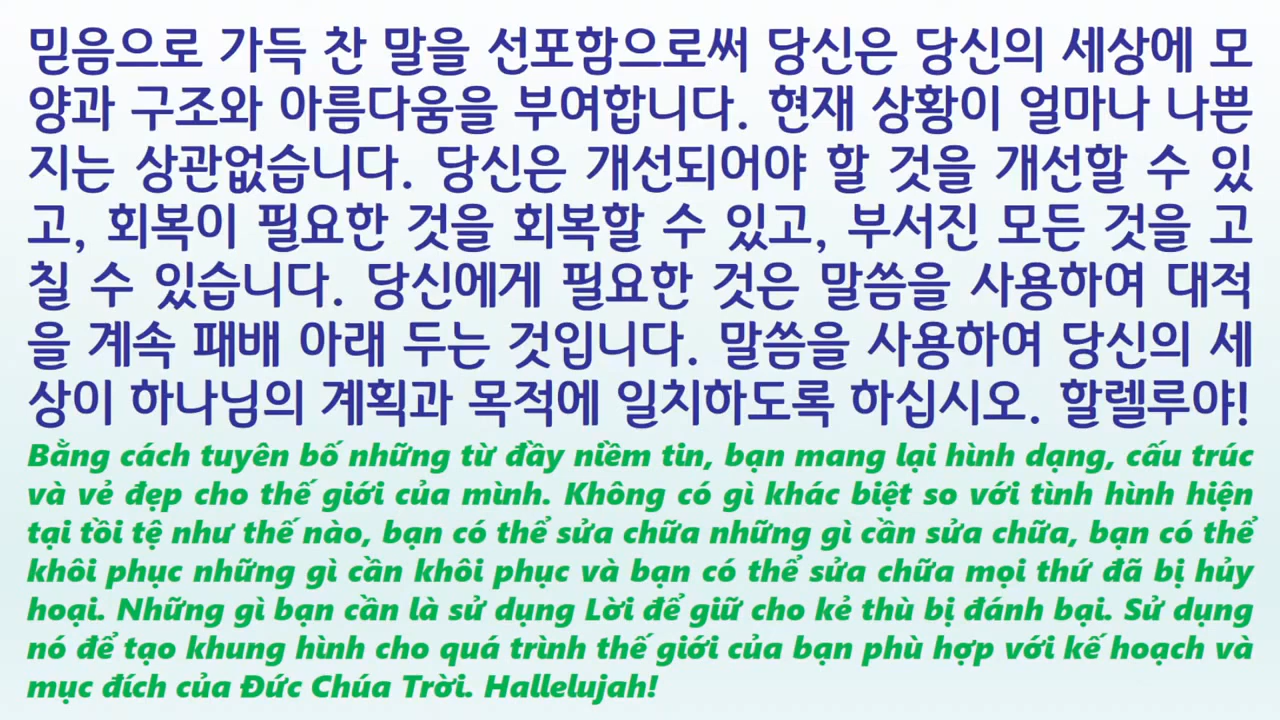 믿음으로 가득 찬 말을 선포함으로써 당신은 당신의 세상에 모
양과 구조와 아름다움을 부여합니다. 현재 상황이 얼마나 나쁜
지는 상관없습니다. 당신은 개선되어야 할 것을 개선할 수 있
고, 회복이 필요한 것을 회복할 수 있고, 부서진 모든 것을 고
칠 수 있습니다. 당신에게 필요한 것은 말씀을 사용하여 대적
을 계속 패배 아래 두는 것입니다. 말씀을 사용하여 당신의 세
상이 하나님의 계획과 목적에 일치하도록 하십시오. 할렐루야!
Bằng cách tuyên bố những từ đầy niềm tin, bạn mang lại hình dạng, cấu trúc
và vẻ đẹp cho thế giới của mình. Không có gì khác biệt so với tình hình hiện
tại tồi tệ như thế nào, bạn có thể sửa chữa những gì cần sửa chữa, bạn có thể
khôi phục những gì cần khôi phục và bạn có thể sửa chữa mọi thứ đã bị hủy
hoại. Những gì bạn cần là sử dụng Lời để giữ cho kẻ thù bị đánh bại. Sử dụng
nó để tạo khung hình cho quá trình thế giới của bạn phù hợp với kế hoạch và
mục đích của Đức Chúa Trời. Hallelujah!